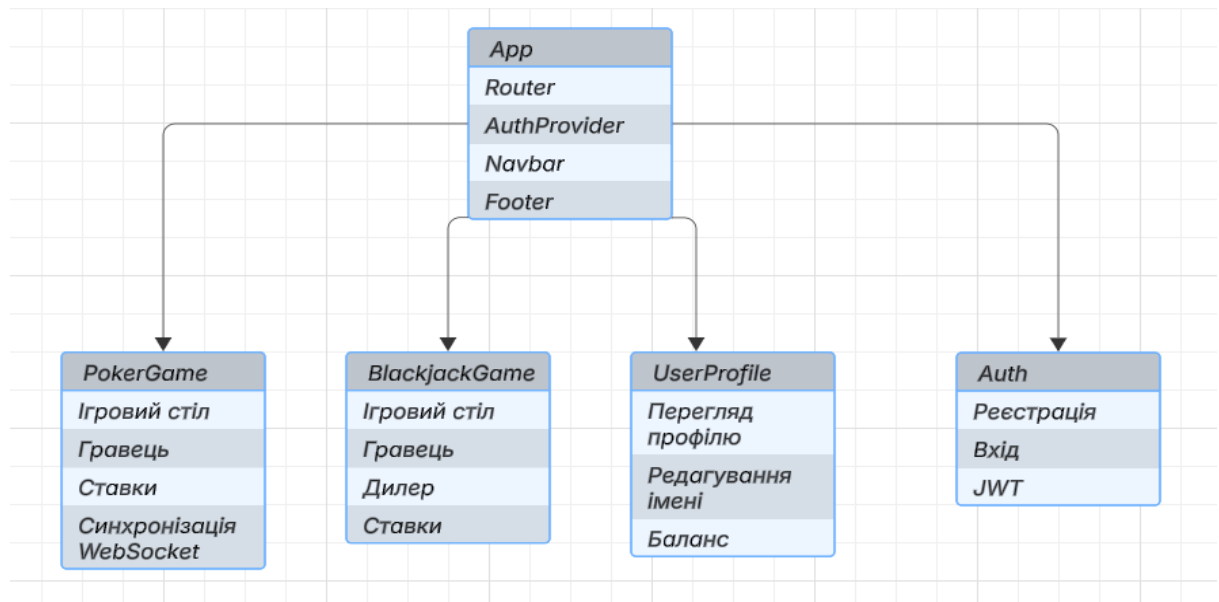 App
Router
AuthProvider
Navbar
Footer
PokerGame
Ігровий стіл
Гравець
Ставки
Синхронізація
WebSocket
BlackjackGame
Ігровий стіл
Гравець
Дилер
Ставки
UserProfile
Перегляд
профілю
Редагування
імені
Баланс
Auth
Реєстрація
Вхід
JWT